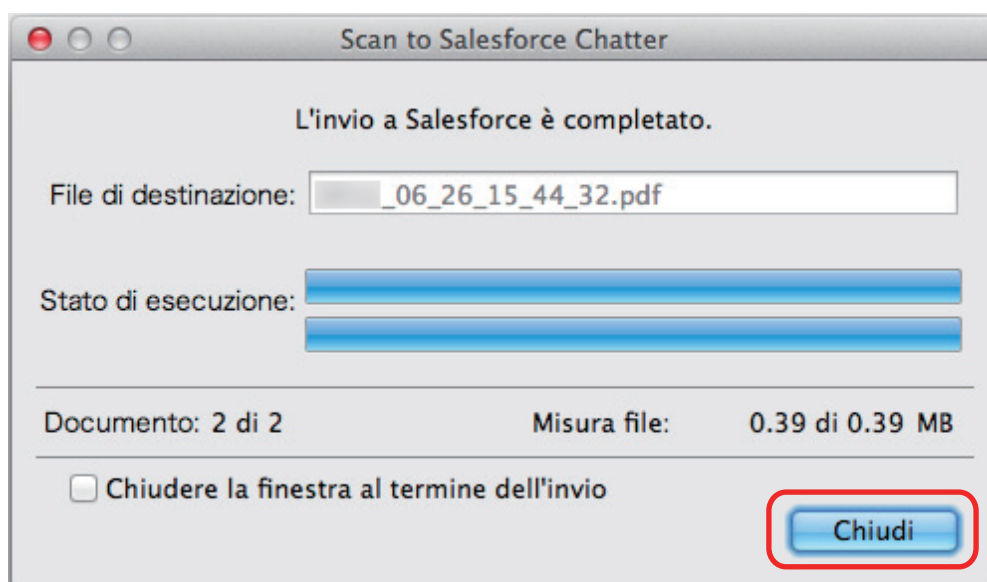 Scan to Salesforce Chatter
L'invio a Salesforce è completato.
File di destinazione: _06_26_15_44_32.pdf
Stato di esecuzione:
Documento: 2 di 2 Misura file: 0.39 di 0.39 MB
Chiudere la finestra al termine dell'invio
Chiudi